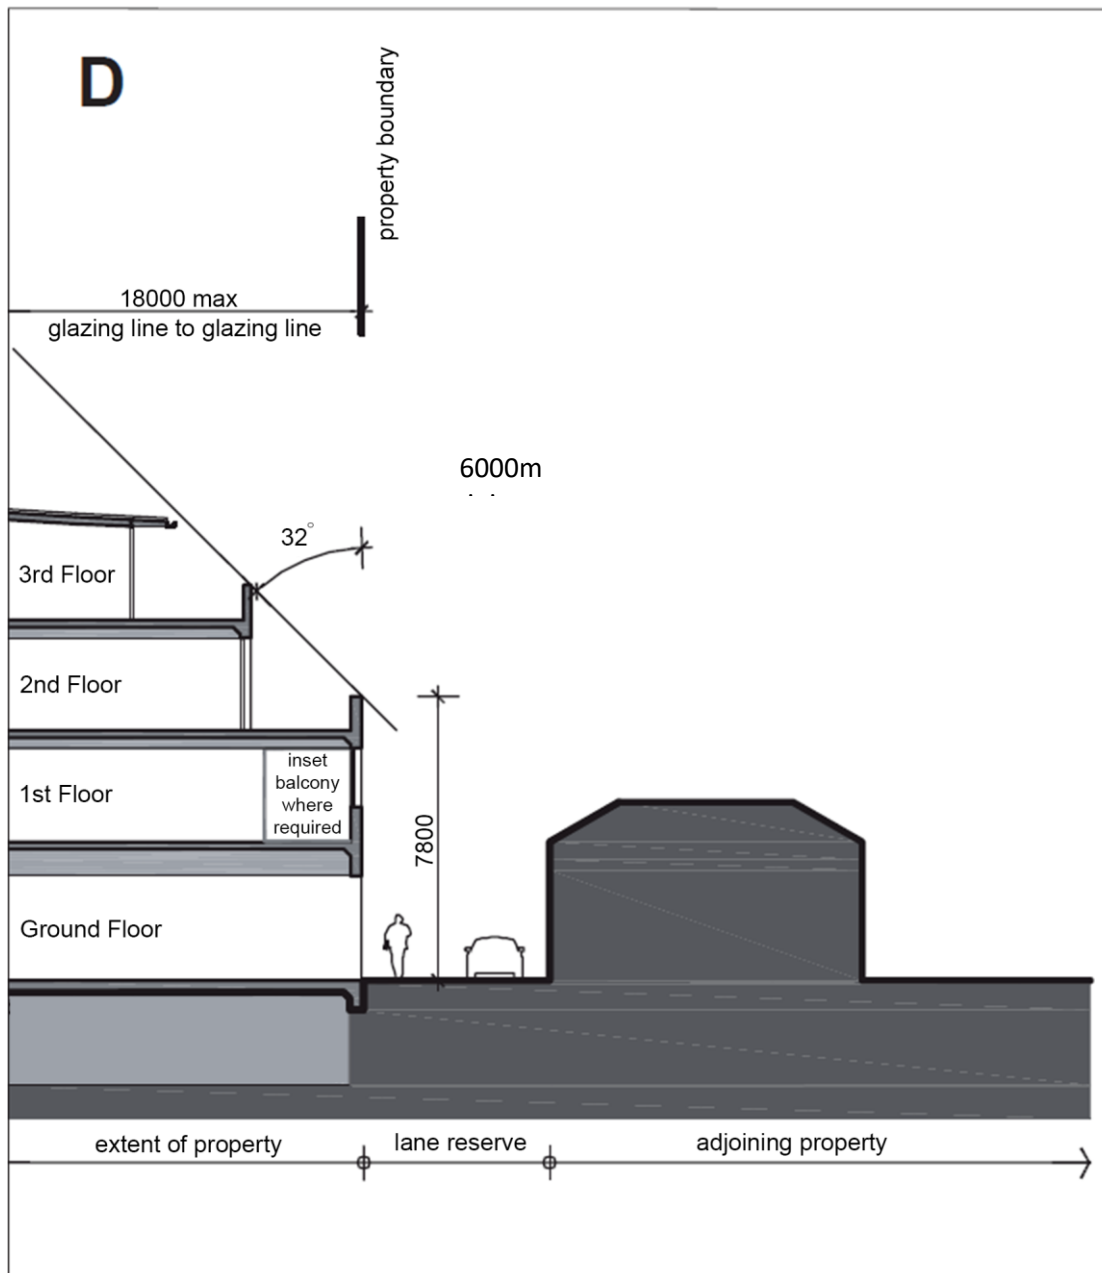 D
property boundary
18000 max
glazing line to glazing line
6000m
32°
3rd Floor
2nd Floor
1st Floor
inset
balcony
where
required
7800
Ground Floor
extent of property
lane reserve
adjoining property